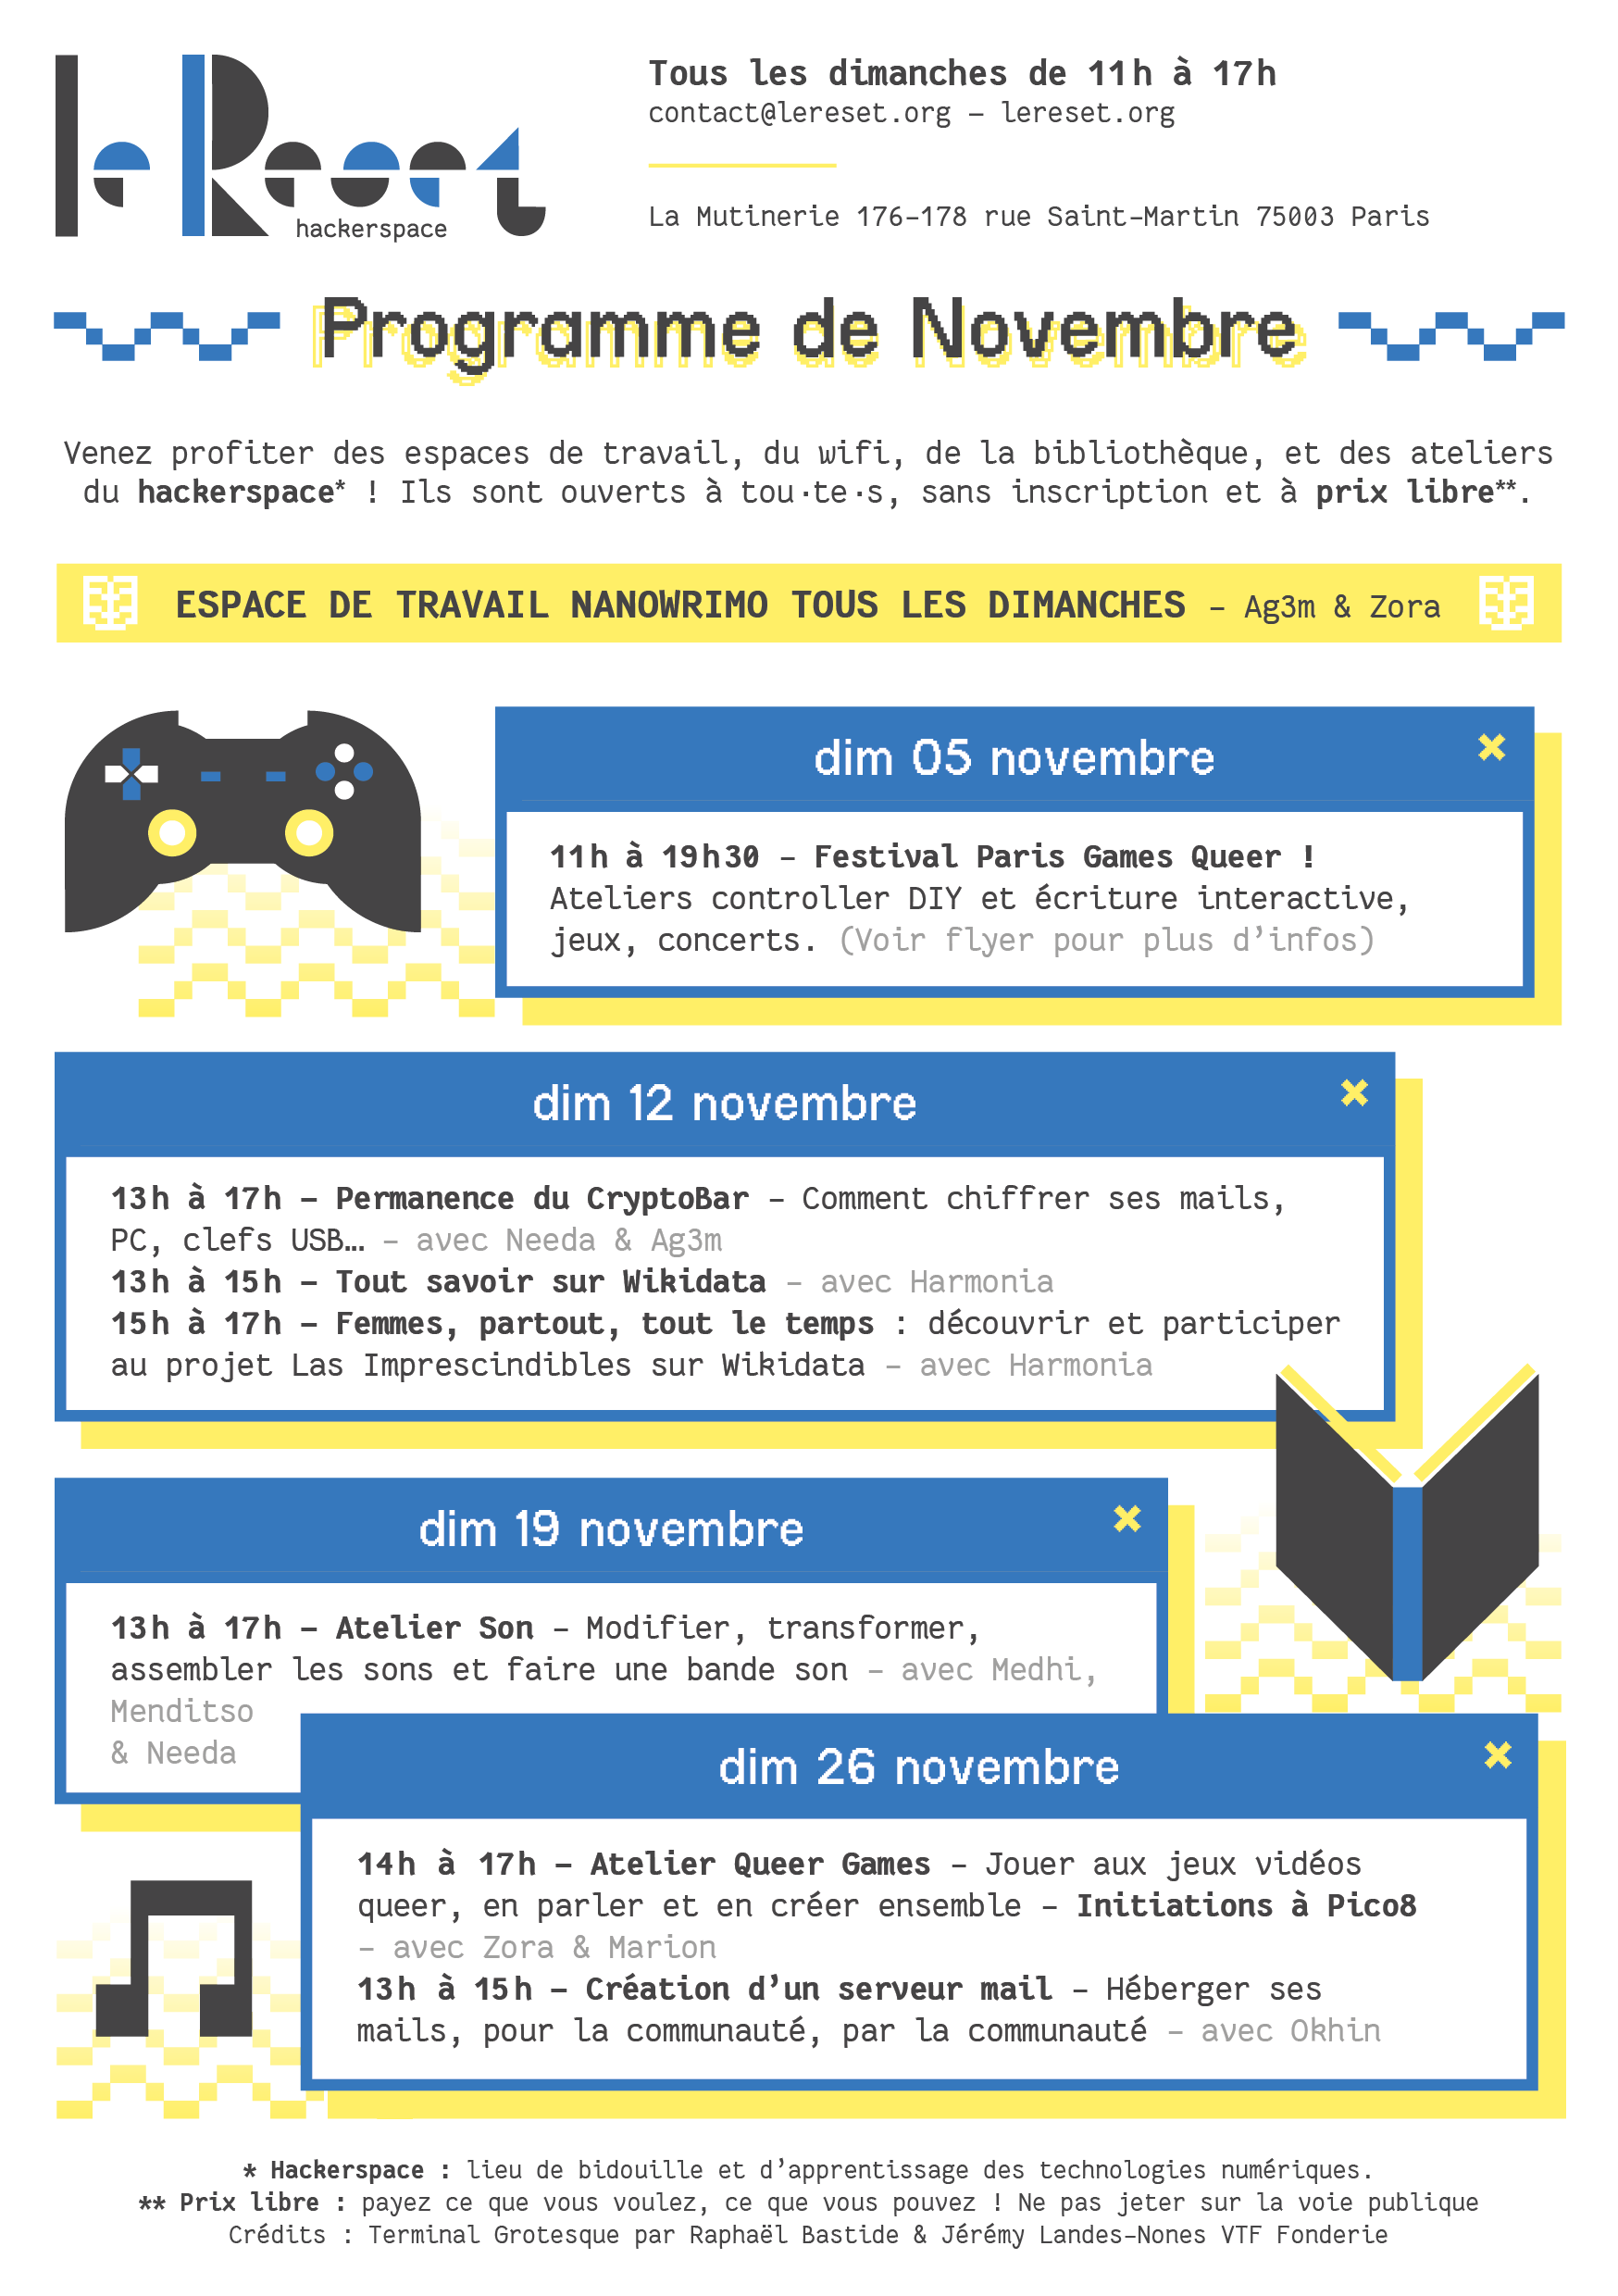 le Reset
hackerspace
Tous les dimanches de 11h à 17h
contact@lereset.org – lereset.org
La Mutinerie 176-178 rue Saint-Martin 75003 Paris
Programme de Novembre
Venez profiter des espaces de travail, du wifi, de la bibliothèque, et des ateliers
du hackerspace* ! Ils sont ouverts à tou·te·s, sans inscription et à prix libre**.
ESPACE DE TRAVAIL NANOWRIMO TOUS LES DIMANCHES – Ag3m & Zora
dim 05 novembre
11h à 19h30 – Festival Paris Games Queer !
Ateliers controller DIY et écriture interactive,
jeux, concerts. (Voir flyer pour plus d’infos)
dim 12 novembre
13h à 17h – Permanence du CryptoBar – Comment chiffrer ses mails,
PC, clefs USB… – avec Needa & Ag3m
13h à 15h – Tout savoir sur Wikidata – avec Harmonia
15h à 17h – Femmes, partout, tout le temps : découvrir et participer
au projet Las Imprescindibles sur Wikidata – avec Harmonia
dim 19 novembre
13h à 17h – Atelier Son – Modifier, transformer,
assembler les sons et faire une bande son – avec Medhi,
Menditso
& Needa
dim 26 novembre
14h à 17h – Atelier Queer Games – Jouer aux jeux vidéos
queer, en parler et en créer ensemble – Initiations à Pico8
– avec Zora & Marion
13h à 15h – Création d’un serveur mail – Héberger ses
mails, pour la communauté, par la communauté – avec Okhin
* Hackerspace : lieu de bidouille et d’apprentissage des technologies numériques.
** Prix libre : payez ce que vous voulez, ce que vous pouvez ! Ne pas jeter sur la voie publique
Crédits : Terminal Grotesque par Raphaël Bastide & Jérémy Landes-Nones VTF Fonderie